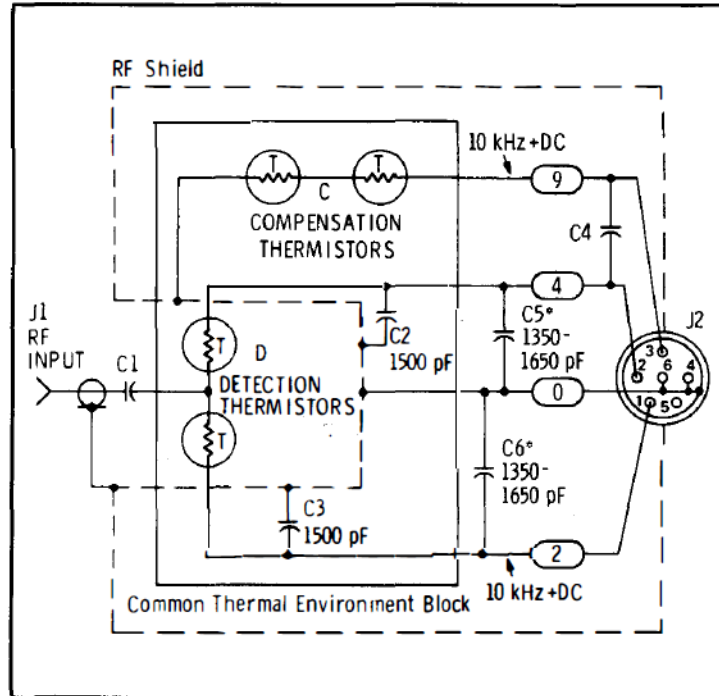 RF Shield
10 kHz+DC
T
T
9
C
COMPENSATION
THERMISTORS
C4
J1
RF
INPUT
4
J2
C5*
1350-
1650 pF
C2
1500 pF
T
D
C1
DETECTION
THERMISTORS
0
3
2
6
4
1
5
T
C6*
1350-
1650 pF
C3
1500 pF
2
10 kHz+DC
Common Thermal Environment Block